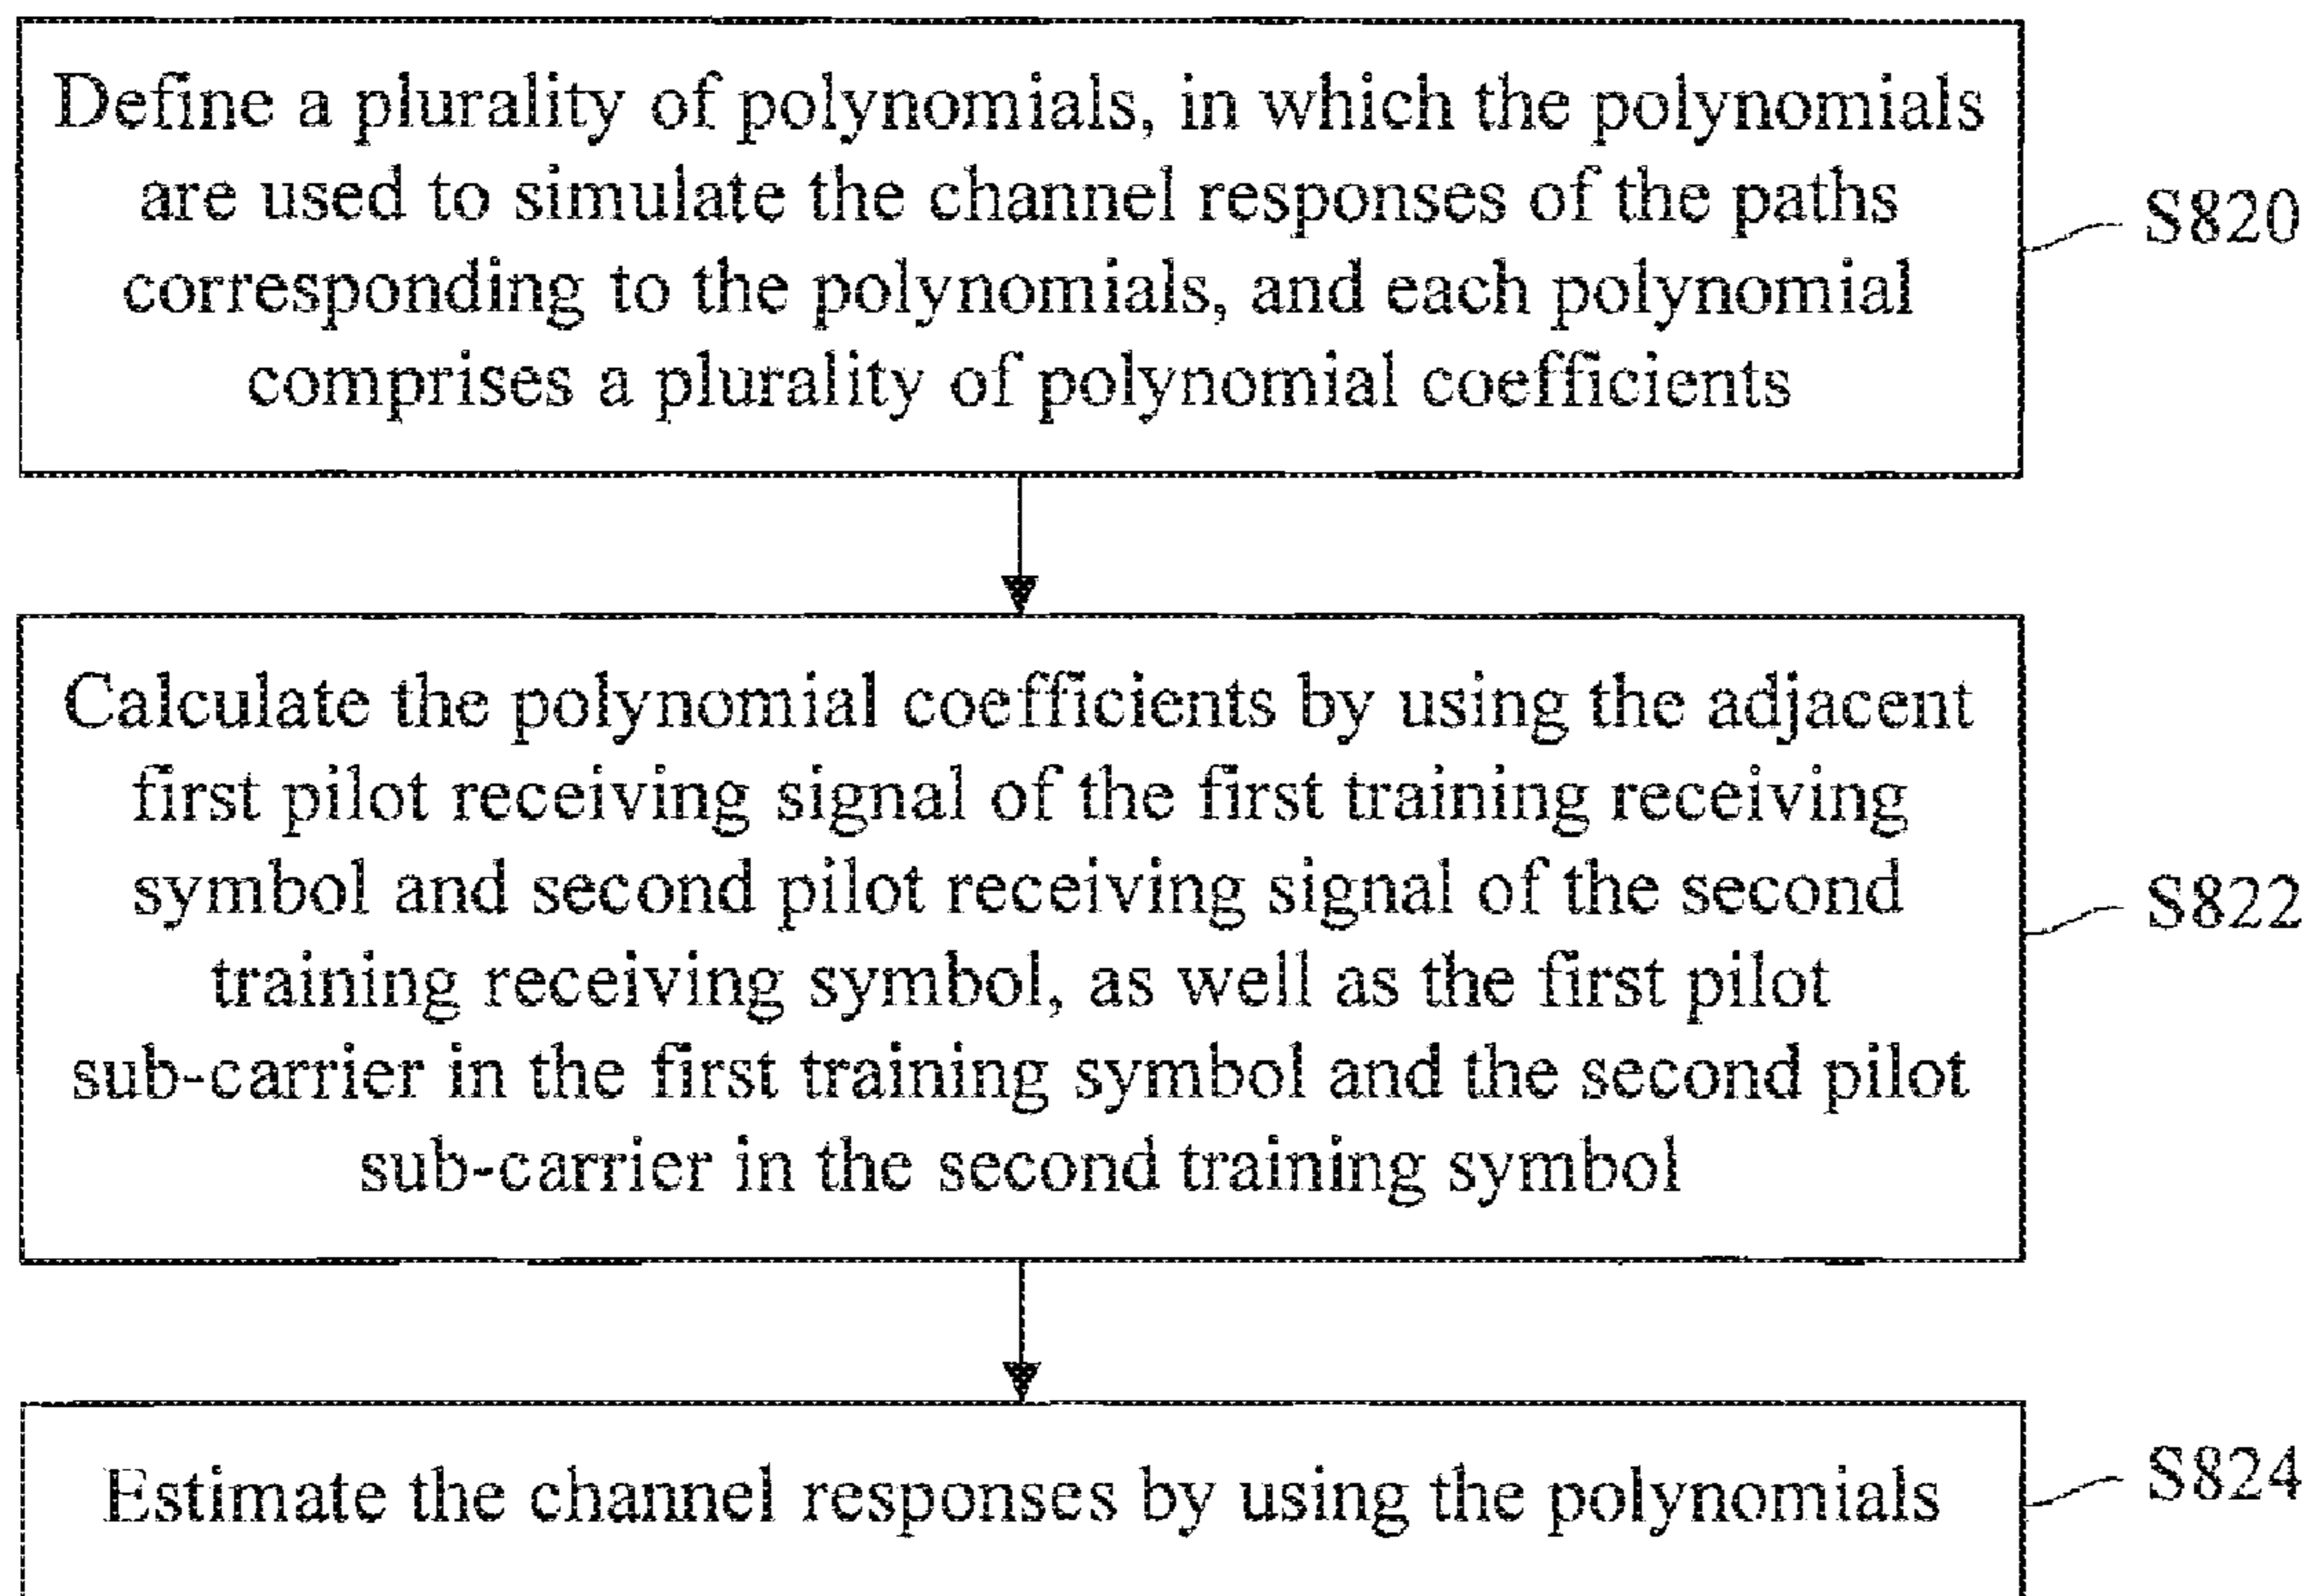 Define a plurality of polynomials, in which the polynomials
are used to simulate the channel responses of the paths
corresponding to the polynomials, and each polynomial
comprises a plurality of polynomial coefficients
S820
Calculate the polynomial coefficients by using the adjacent
first pilot receiving signal of the first training receiving
symbol and second pilot receiving signal of the second
training receiving symbol, as well as the first pilot
sub-carrier in the first training symbol and the second pilot
sub-carrier in the second training symbol
S822
Estimate the channel responses by using the polynomials
S824